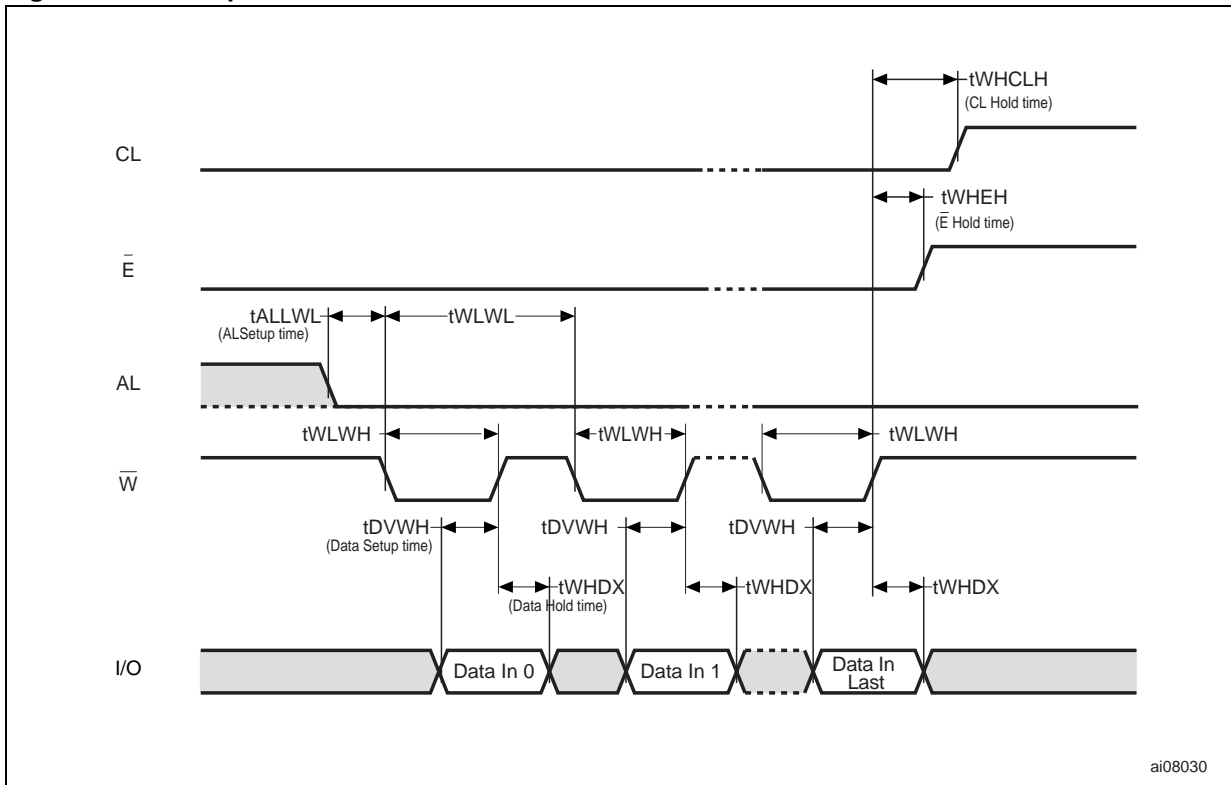 tWHCLH
(CL Hold time)
CL
tWHEH
(E̅ Hold time)
E̅
tALLWL
(ALSetup time)
tWLWL
AL
tWLWH
tWLWH
tWLWH
W̅
tDVWH
(Data Setup time)
tDVWH
tDVWH
tWHDX
(Data Hold time)
tWHDX
tWHDX
I/O
Data In 0
Data In 1
Data In
Last
ai08030